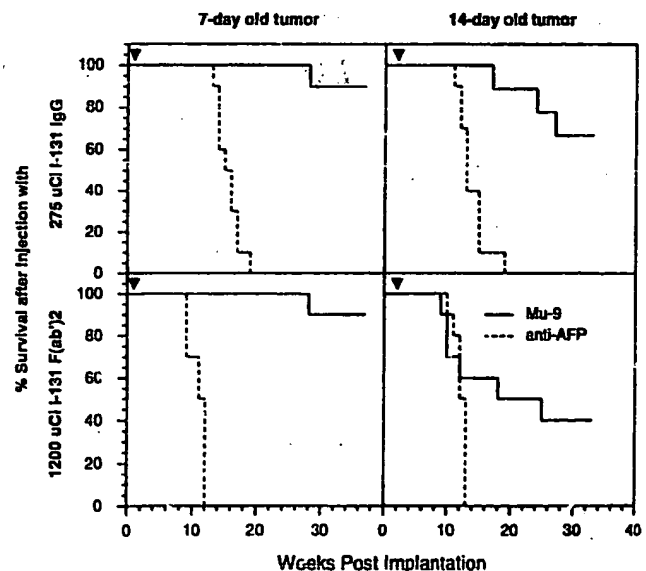 7-day old tumor
14-day old tumor
% Survival after Injection with
275 uCi I-131 IgG
100
80
60
40
20
0
1200 uCi I-131 F(ab')2
100
80
60
40
20
0
Mu-9
anti-AFP
0
10
20
30
0
10
20
30
40
Weeks Post Implantation